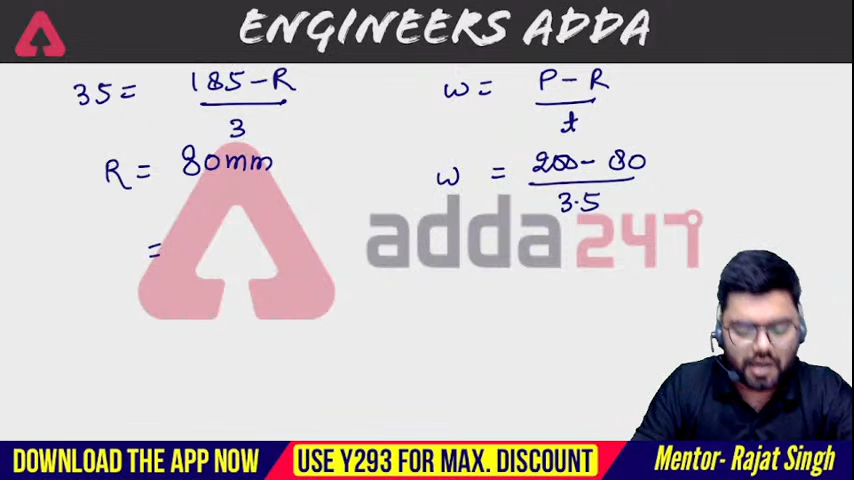 ENGINEERS ADDA
35 = 185 - R / 3
w = P - R / t
R = 80mm
w = 200 - 80 / 3.5
=
adda247
DOWNLOAD THE APP NOW
USE Y293 FOR MAX. DISCOUNT
Mentor- Rajat Singh